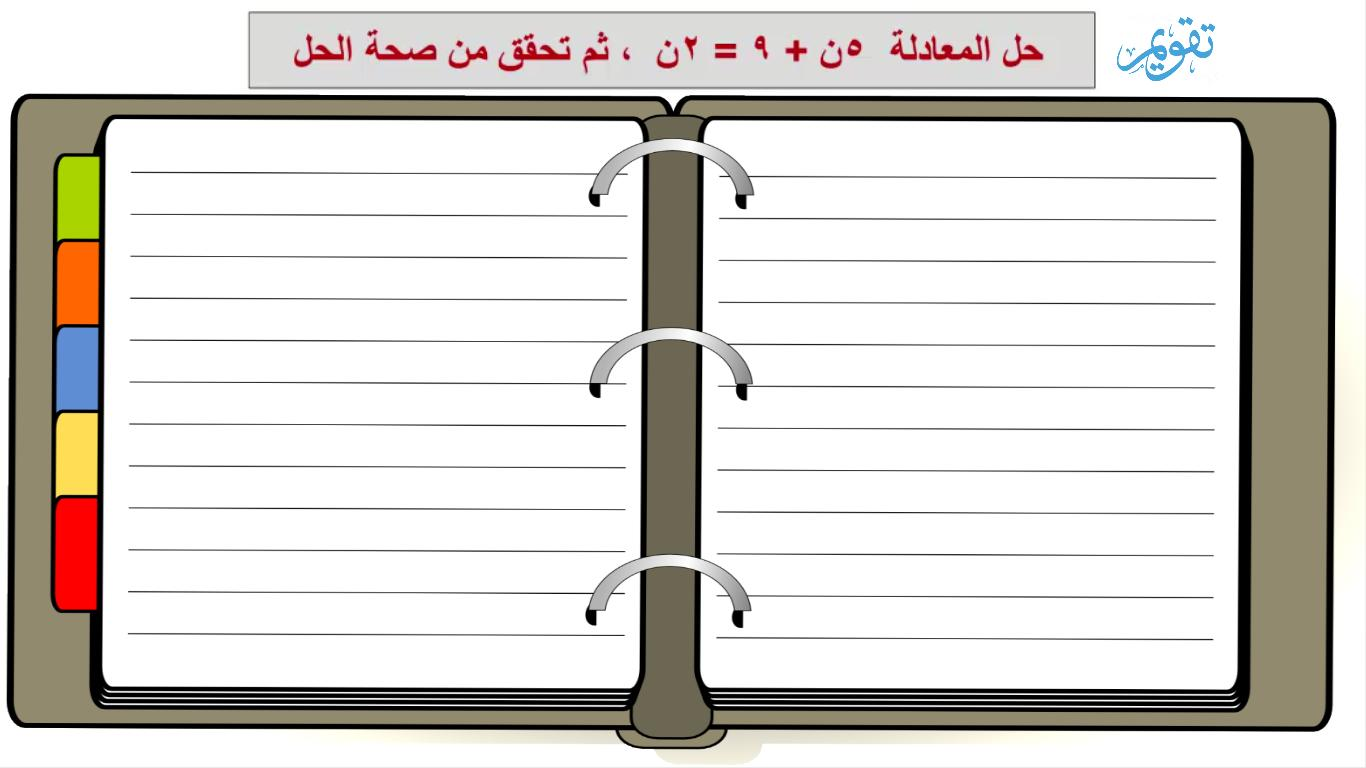 تقويم
حل المعادلة ٥ن + ٩ = ٢ن ، ثم تحقق من صحة الحل